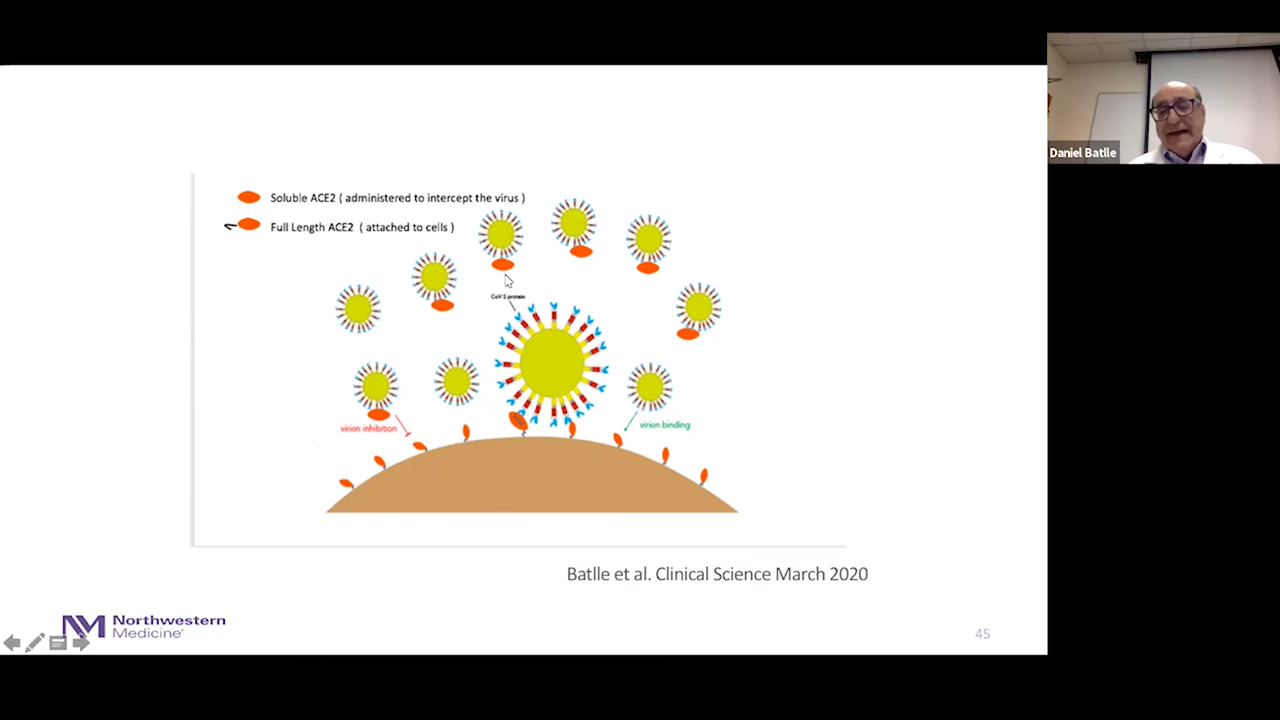 Daniel Batlle
Soluble ACE2 ( administered to intercept the virus )
Full Length ACE2 ( attached to cells )
CoV S protein
virion inhibition
virion binding
Batlle et al. Clinical Science March 2020
Northwestern
Medicine
45